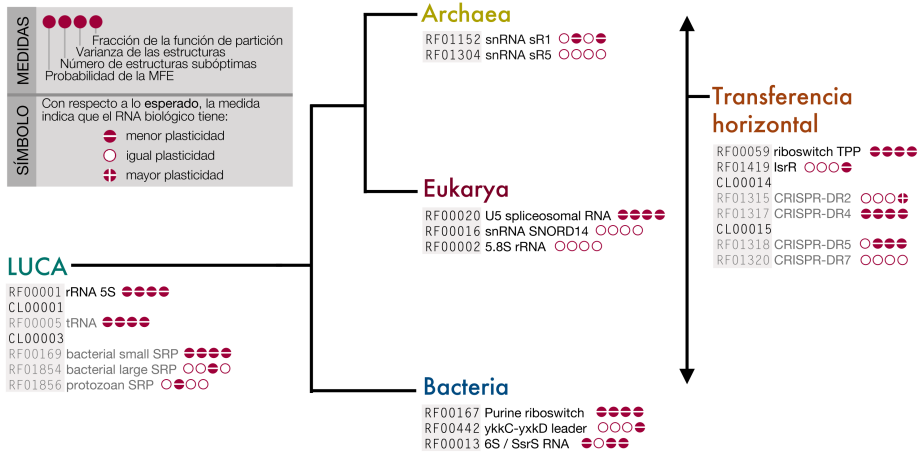 MEDIDAS
Fracción de la función de partición
Varianza de las estructuras
Número de estructuras subóptimas
Probabilidad de la MFE
SÍMBOLO
Con respecto a lo esperado, la medida
indica que el RNA biológico tiene:
menor plasticidad
igual plasticidad
mayor plasticidad
LUCA
RF00001 rRNA 5S
CL00001
RF00005 tRNA
CL00003
RF00169 bacterial small SRP
RF01854 bacterial large SRP
RF01856 protozoan SRP
Archaea
RF01152 snRNA sR1
RF01304 snRNA sR5
Eukarya
RF00020 U5 spliceosomal RNA
RF00016 snRNA SNORD14
RF00002 5.8S rRNA
Bacteria
RF00167 Purine riboswitch
RF00442 ykkC-yxkD leader
RF00013 6S / SsrS RNA
Transferencia
horizontal
RF00059 riboswitch TPP
RF01419 IsrR
CL00014
RF01315 CRISPR-DR2
RF01317 CRISPR-DR4
CL00015
RF01318 CRISPR-DR5
RF01320 CRISPR-DR7